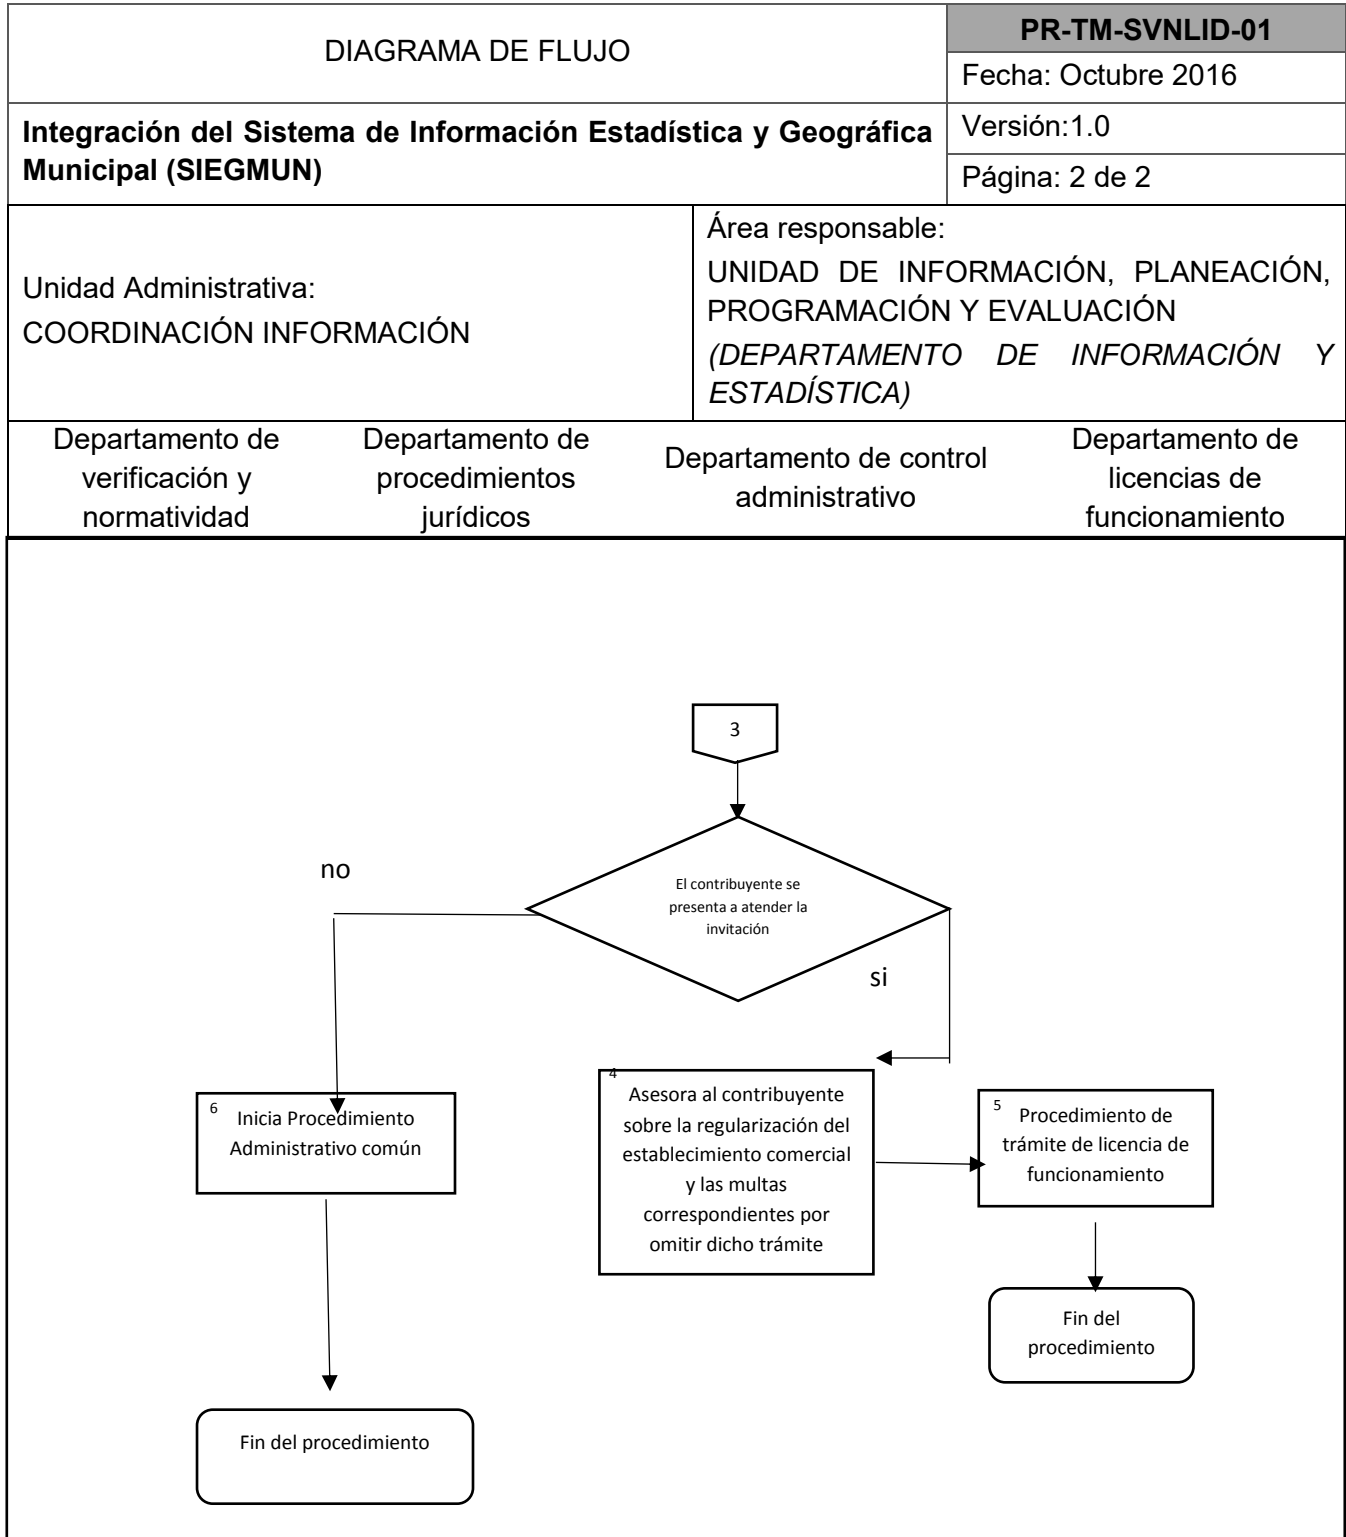 DIAGRAMA DE FLUJO
PR-TM-SVNLID-01
Fecha: Octubre 2016
Integración del Sistema de Información Estadística y Geográfica
Municipal (SIEGMUN)
Versión:1.0
Página: 2 de 2
Unidad Administrativa:
COORDINACIÓN INFORMACIÓN
Área responsable:
UNIDAD DE INFORMACIÓN, PLANEACIÓN,
PROGRAMACIÓN Y EVALUACIÓN
(DEPARTAMENTO DE INFORMACIÓN Y
ESTADÍSTICA)
Departamento de
verificación y
normatividad
Departamento de
procedimientos
jurídicos
Departamento de control
administrativo
Departamento de
licencias de
funcionamiento
3
no
El contribuyente se
presenta a atender la
invitación
si
6
Inicia Procedimiento
Administrativo común
4
Asesora al contribuyente
sobre la regularización del
establecimiento comercial
y las multas
correspondientes por
omitir dicho trámite
5
Procedimiento de
trámite de licencia de
funcionamiento
Fin del
procedimiento
Fin del procedimiento